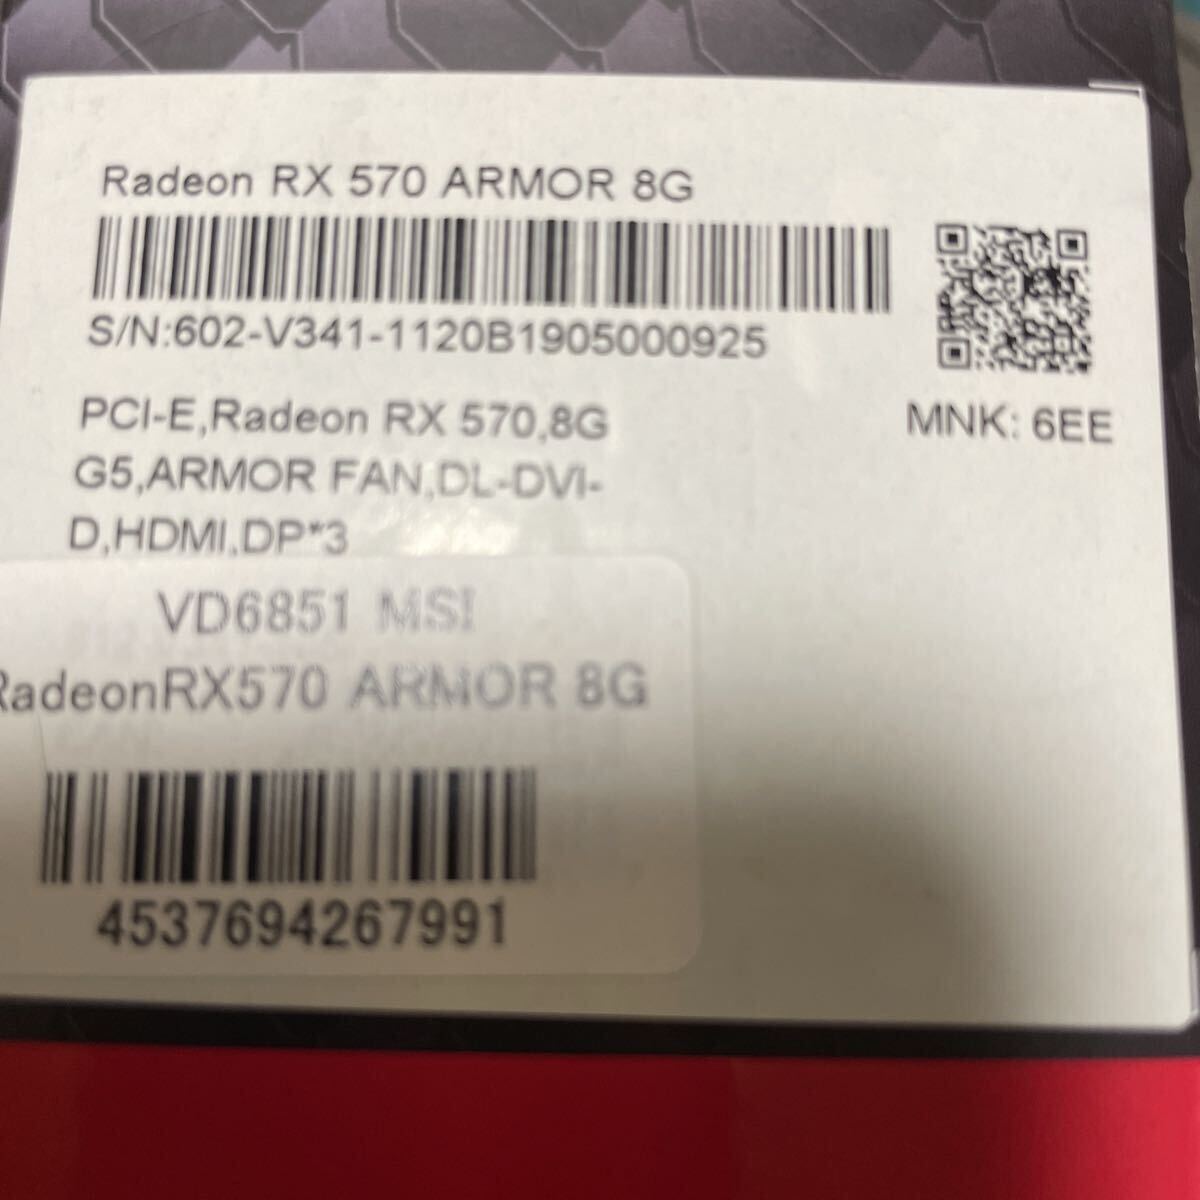 Radeon RX 570 ARMOR 8G
S/N:602-V341-1120B1905000925
PCI-E,Radeon RX 570,8G
G5,ARMOR FAN,DL-DVI-
D,HDMI,DP*3
MNK: 6EE
VD6851 MSI
RadeonRX570 ARMOR 8G
4537694267991